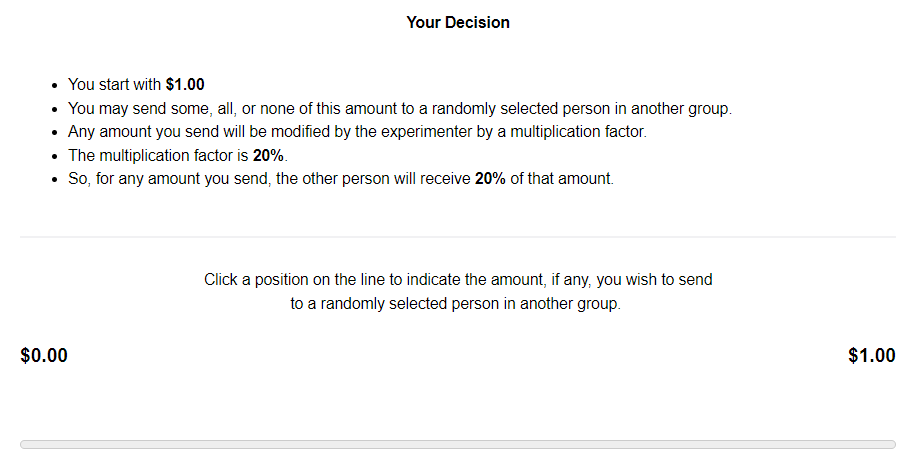 Your Decision
• You start with $1.00
• You may send some, all, or none of this amount to a randomly selected person in another group.
• Any amount you send will be modified by the experimenter by a multiplication factor.
• The multiplication factor is 20%.
• So, for any amount you send, the other person will receive 20% of that amount.
Click a position on the line to indicate the amount, if any, you wish to send
to a randomly selected person in another group.
$0.00 $1.00